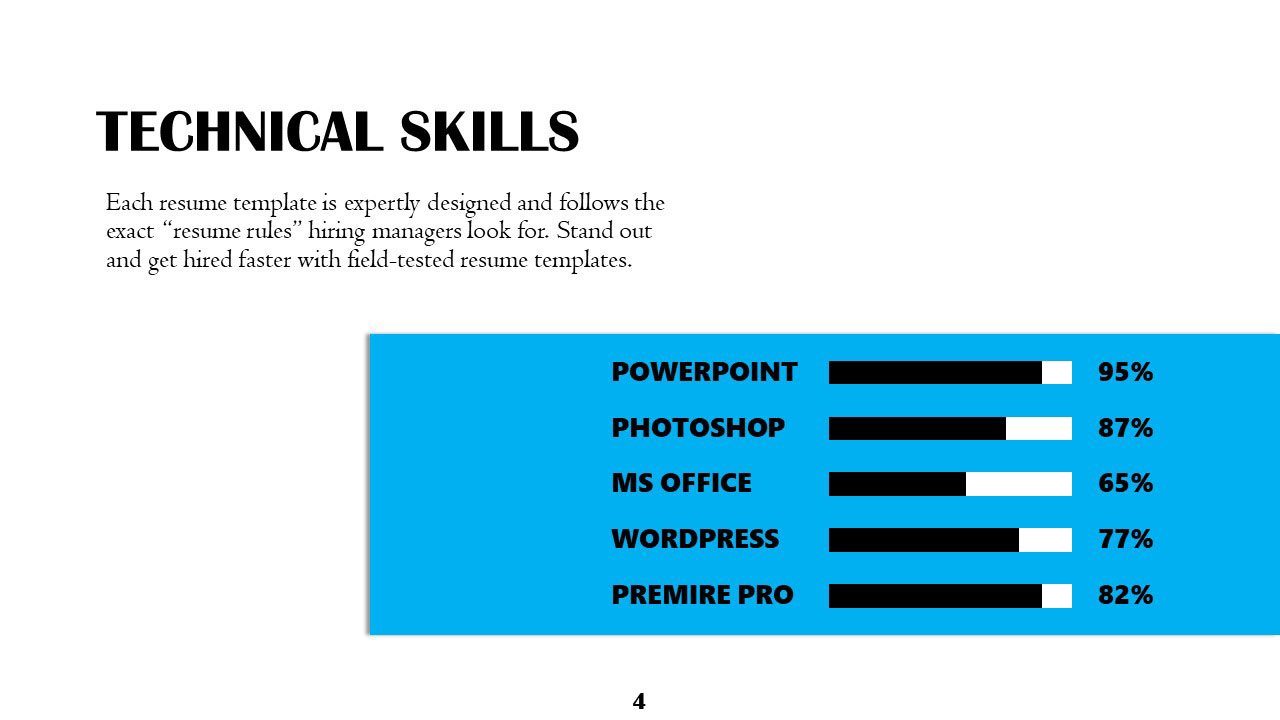 TECHNICAL SKILLS
Each resume template is expertly designed and follows the
exact “resume rules” hiring managers look for. Stand out
and get hired faster with field-tested resume templates.
POWERPOINT 95%
PHOTOSHOP 87%
MS OFFICE 65%
WORDPRESS 77%
PREMIRE PRO 82%
4